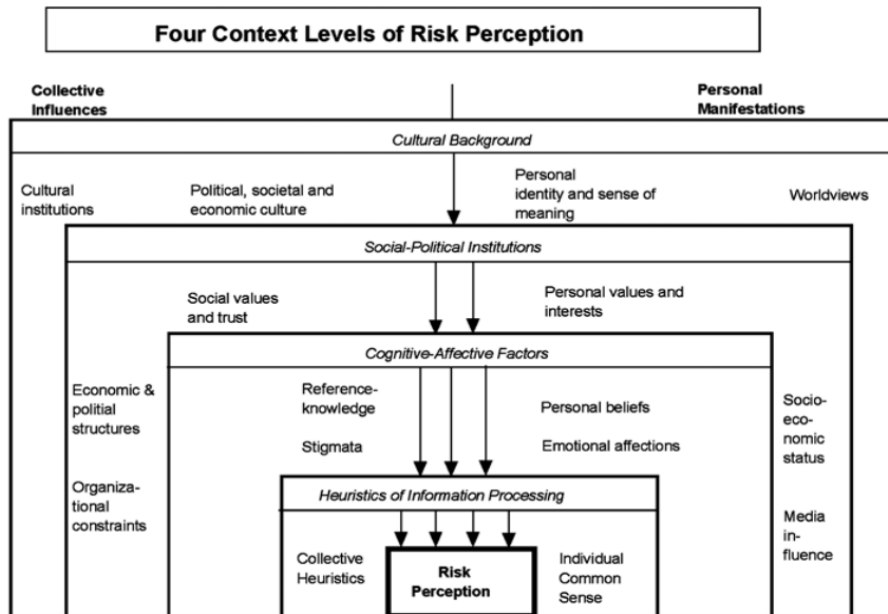 Four Context Levels of Risk Perception
Collective
Influences
Personal
Manifestations
Cultural Background
Cultural
institutions
Political, societal and
economic culture
Personal
identity and sense of
meaning
Worldviews
Social-Political Institutions
Social values
and trust
Personal values and
interests
Cognitive-Affective Factors
Economic &
politial
structures
Reference-
knowledge
Personal beliefs
Socio-
eco-
nomic
status
Stigmata
Emotional affections
Heuristics of Information Processing
Organiza-
tional
constraints
Media
in-
fluence
Collective
Heuristics
Risk
Perception
Individual
Common
Sense